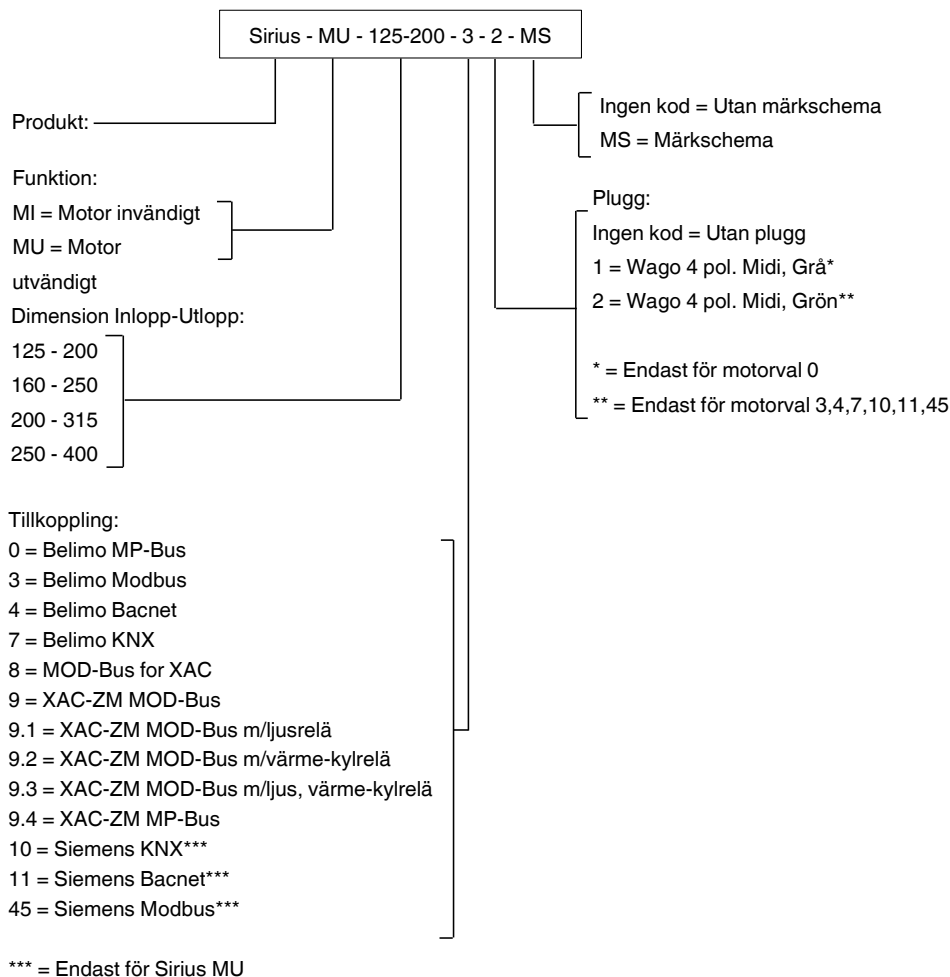 Sirius - MU - 125-200 - 3 - 2 - MS
Produkt:
Funktion:
MI = Motor invändigt
MU = Motor
utvändigt
Dimension Inlopp-Utlopp:
125 - 200
160 - 250
200 - 315
250 - 400
Tillkoppling:
0 = Belimo MP-Bus
3 = Belimo Modbus
4 = Belimo Bacnet
7 = Belimo KNX
8 = MOD-Bus for XAC
9 = XAC-ZM MOD-Bus
9.1 = XAC-ZM MOD-Bus m/ljusrelä
9.2 = XAC-ZM MOD-Bus m/värme-kylrelä
9.3 = XAC-ZM MOD-Bus m/ljus, värme-kylrelä
9.4 = XAC-ZM MP-Bus
10 = Siemens KNX***
11 = Siemens Bacnet***
45 = Siemens Modbus***
*** = Endast för Sirius MU
Ingen kod = Utan märkschema
MS = Märkschema
Plugg:
Ingen kod = Utan plugg
1 = Wago 4 pol. Midi, Grå*
2 = Wago 4 pol. Midi, Grön**
* = Endast för motorval 0
** = Endast för motorval 3,4,7,10,11,45